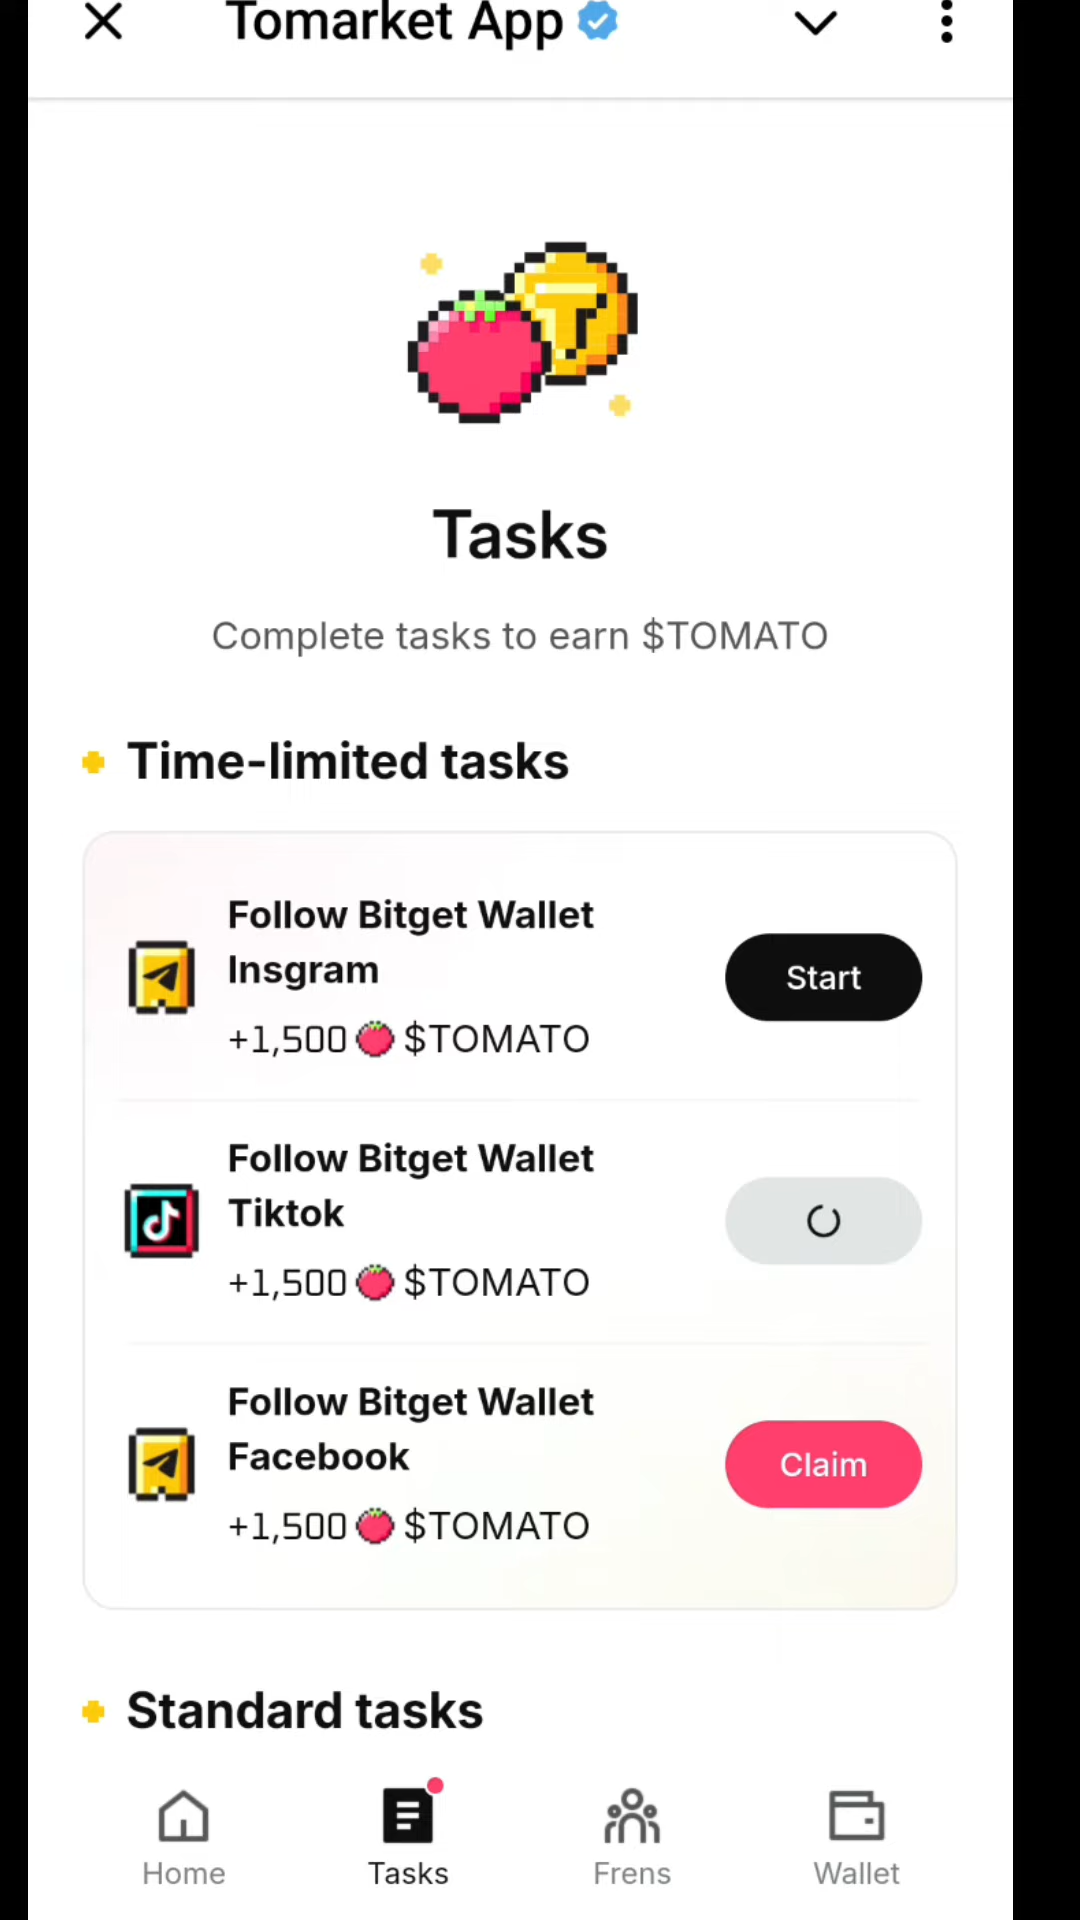 Tomarket App
Tasks
Complete tasks to earn $TOMATO
Time-limited tasks
Follow Bitget Wallet
Insgram
+1,500 $TOMATO
Start
Follow Bitget Wallet
Tiktok
+1,500 $TOMATO
Follow Bitget Wallet
Facebook
+1,500 $TOMATO
Claim
Standard tasks
Home
Tasks
Frens
Wallet